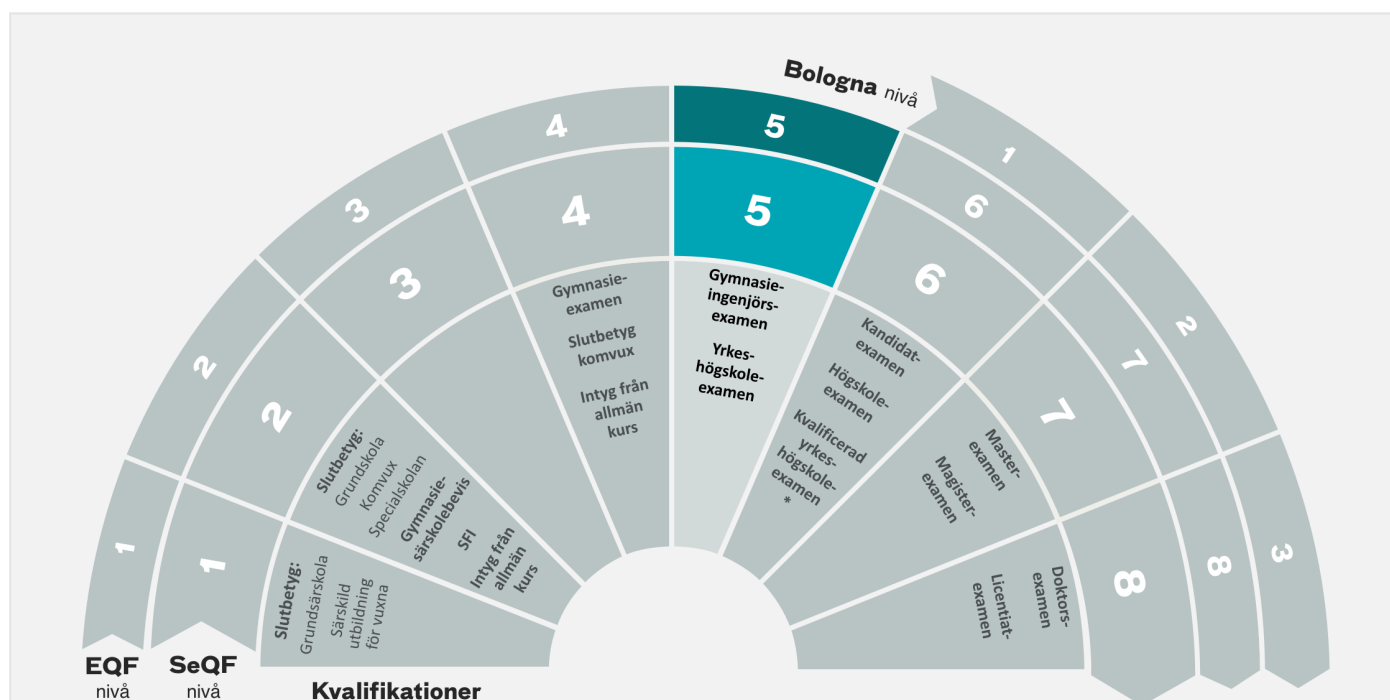 Bologna nivå
1
2
3
4
5
6
7
8
1
2
3
4
5
6
7
8
1
2
3
Slutbetyg:
Grundsärskola
Särskild
utbildning
för vuxna
Slutbetyg:
Grundskola
Komvux
Specialskolan
Gymnasie-
särskolebevis
SFI
Intyg från
allmän
kurs
Gymnasie-
examen
Slutbetyg
komvux
Intyg från
allmän
kurs
Gymnasie-
ingenjörs-
examen
Yrkes-
högskole-
examen
Kandidat-
examen
Högskole-
examen
Kvalificerad
yrkes-
högskole-
examen
*
Master-
examen
Magister-
examen
Doktors-
examen
Licentiat-
examen
EQF
nivå
SeQF
nivå
Kvalifikationer